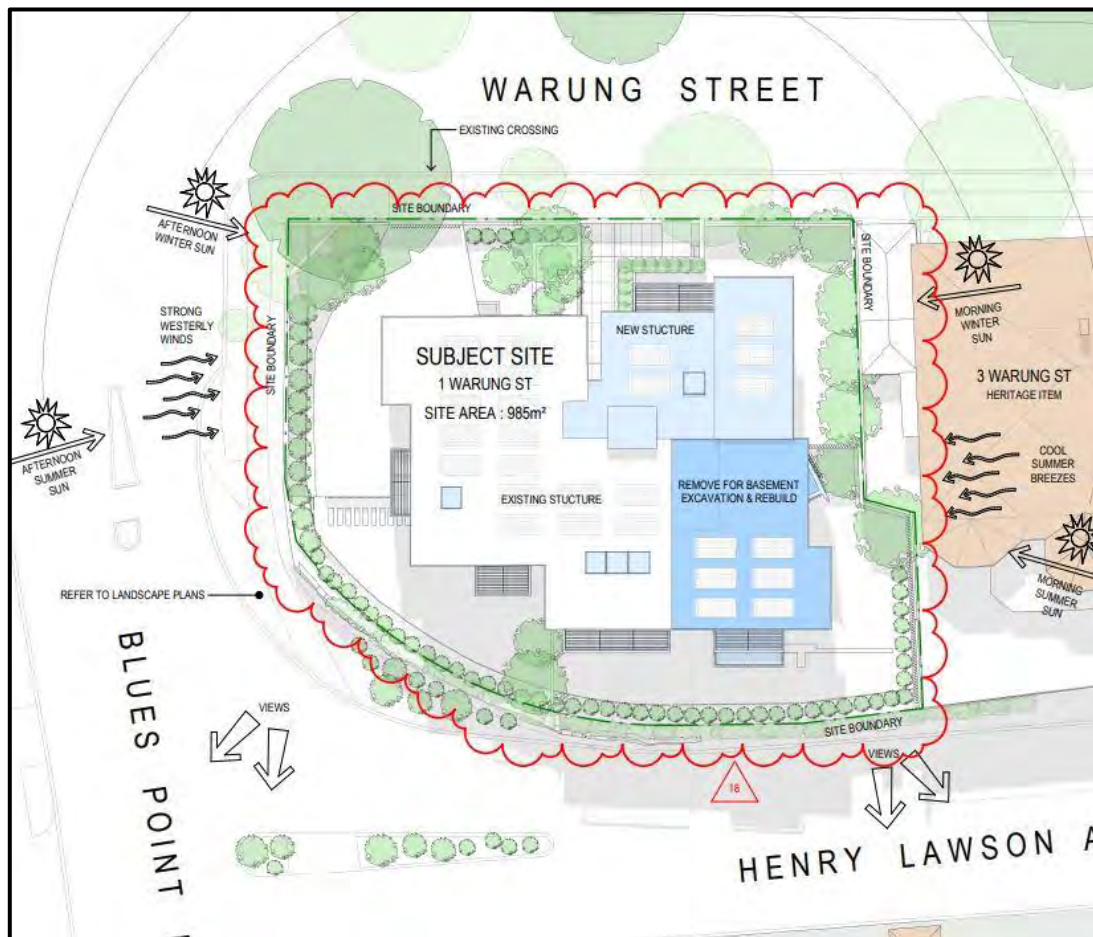 WARUNG STREET
EXISTING CROSSING
SITE BOUNDARY
AFTERNOON
WINTER SUN
SITE BOUNDARY
STRONG
WESTERLY
WINDS
SITE BOUNDARY
MORNING
WINTER
SUN
NEW STUCTURE
SUBJECT SITE
1 WARUNG ST
SITE AREA : 985m²
3 WARUNG ST
HERITAGE ITEM
AFTERNOON
SUMMER
SUN
COOL
SUMMER
BREEZES
REMOVE FOR BASEMENT
EXCAVATION & REBUILD
EXISTING STUCTURE
MORNING
SUMMER
SUN
REFER TO LANDSCAPE PLANS
BLUES POINT
VIEWS
SITE BOUNDARY
VIEWS
18
HENRY LAWSON A